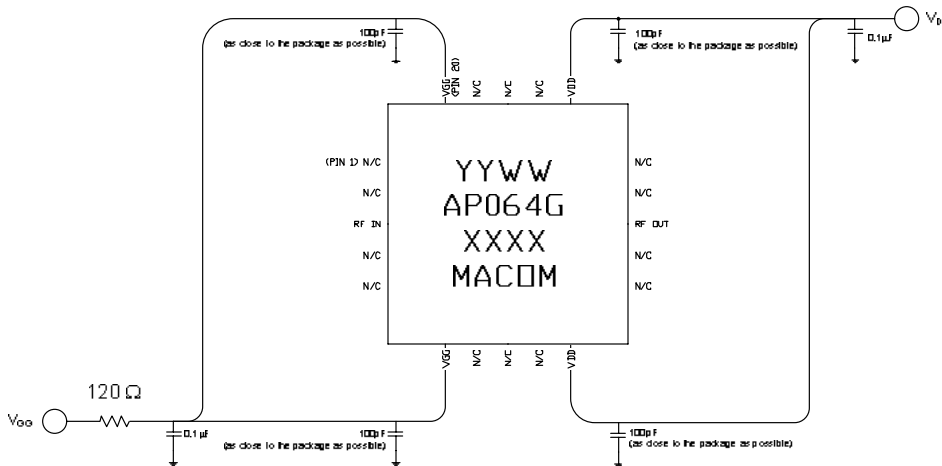 100pF
(as close to the package as possible)
100pF
(as close to the package as possible)
0.1µF
V_D
VGG
(PIN 20)
N/C
N/C
N/C
VDD
(PIN 1) N/C
N/C
RF IN
N/C
N/C
YYWW
AP064G
XXXX
MACOM
N/C
N/C
RF OUT
N/C
N/C
VGG
N/C
N/C
N/C
VDD
120 Ω
V_GG
0.1µF
100pF
(as close to the package as possible)
100pF
(as close to the package as possible)